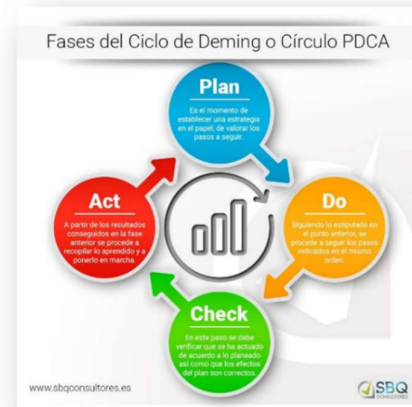 Fases del Ciclo de Deming o Círculo PDCA
Plan
Es el momento de
establecer una estrategia
en el papel, de valorar los
pasos a seguir.
Act
A partir de los resultados
conseguidos en la fase
anterior se procede a
recopilar lo aprendido y a
ponerlo en marcha.
Do
Siguiendo lo estipulado en
el punto anterior, se
procede a seguir los pasos
indicados en el mismo
orden.
Check
En este paso se debe
verificar que se ha actuado
de acuerdo a lo planeado
así como que los efectos
del plan son correctos.
www.sbqconsultores.es
SBQ
CONSULTORES